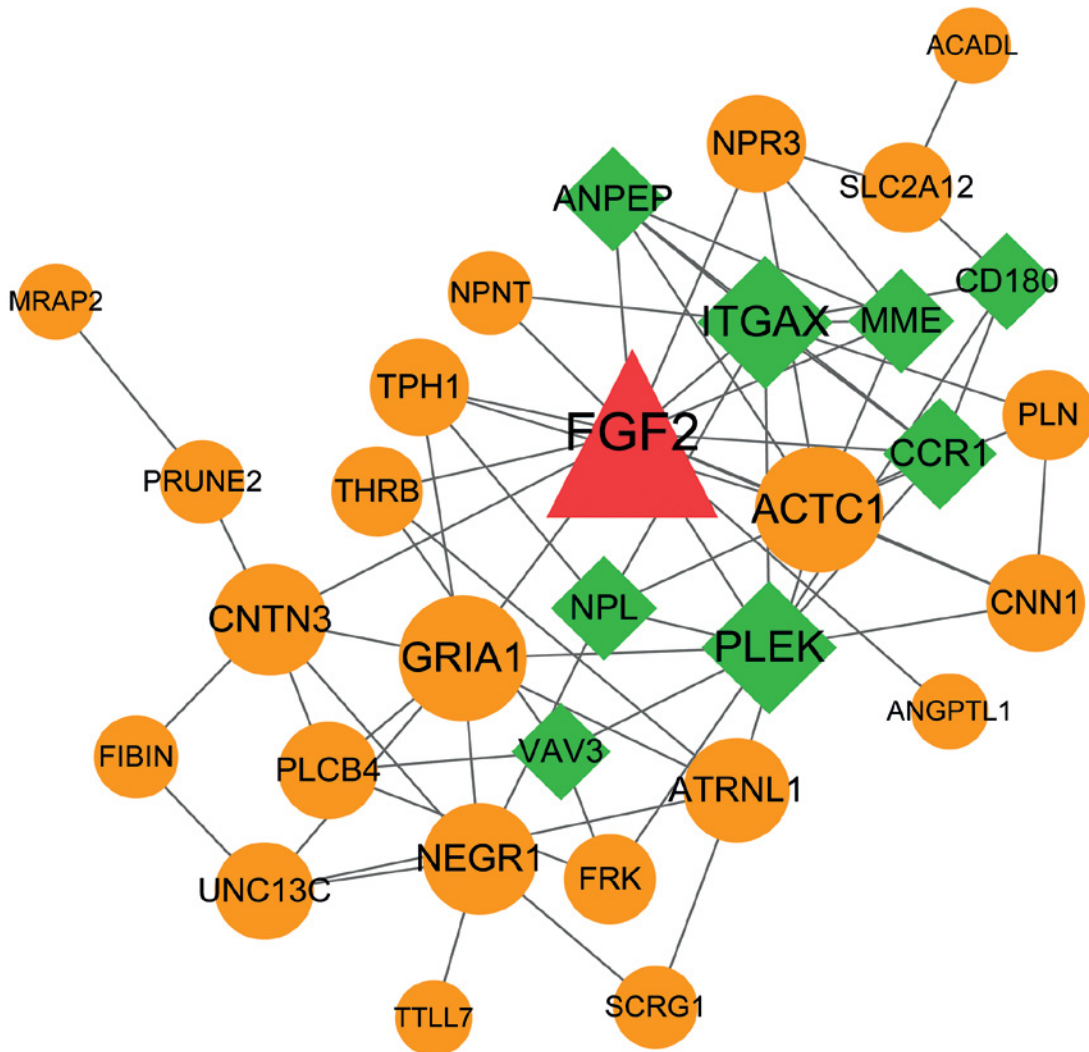 ACADL
NPR3
SLC2A12
ANPEP
CD180
NPNT
ITGAX
MME
MRAP2
TPH1
FGF2
PLN
CCR1
PRUNE2
THRB
ACTC1
NPL
CNN1
CNTN3
GRIA1
PLEK
ANGPTL1
FIBIN
PLCB4
VAV3
ATRNL1
NEGR1
FRK
UNC13C
SCRG1
TTLL7